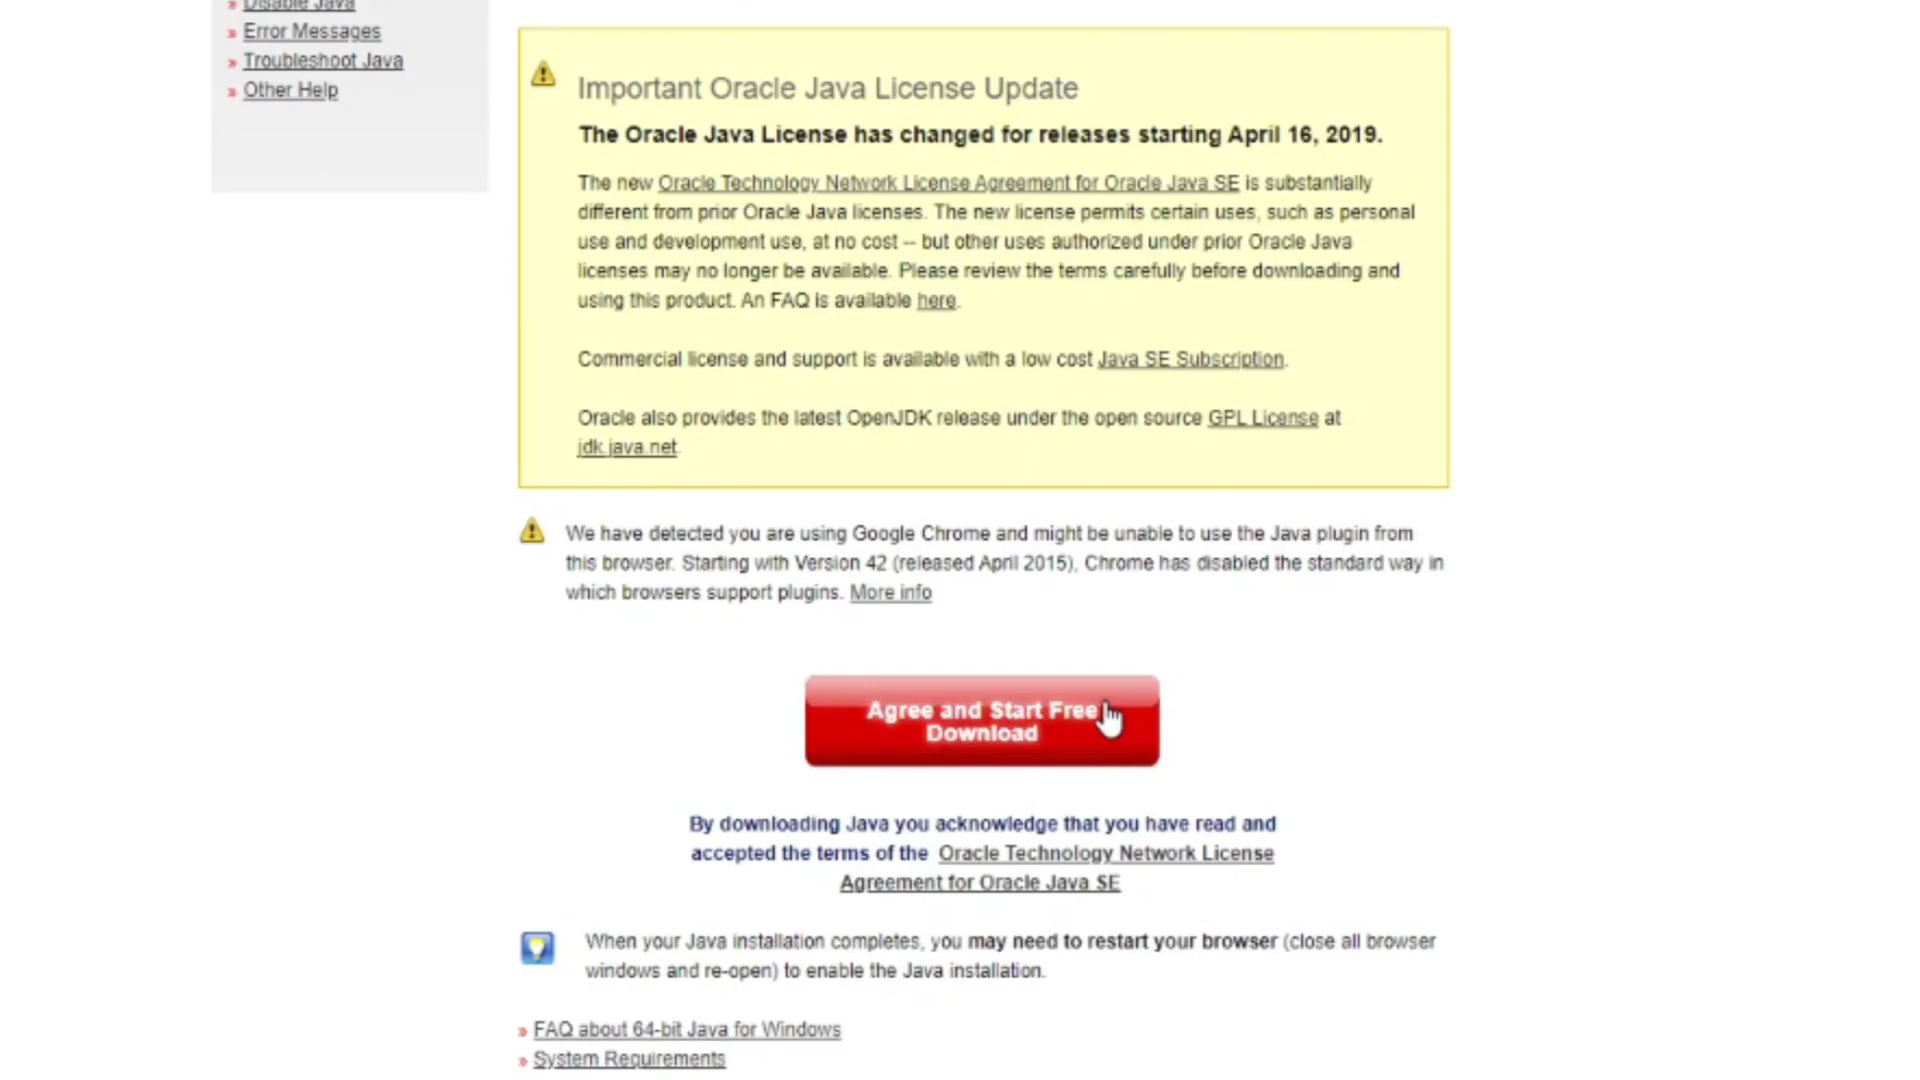 Disable Java
Error Messages
Troubleshoot Java
Other Help
Important Oracle Java License Update
The Oracle Java License has changed for releases starting April 16, 2019.
The new Oracle Technology Network License Agreement for Oracle Java SE is substantially
different from prior Oracle Java licenses. The new license permits certain uses, such as personal
use and development use, at no cost -- but other uses authorized under prior Oracle Java
licenses may no longer be available. Please review the terms carefully before downloading and
using this product. An FAQ is available here.
Commercial license and support is available with a low cost Java SE Subscription.
Oracle also provides the latest OpenJDK release under the open source GPL License at
jdk.java.net.
We have detected you are using Google Chrome and might be unable to use the Java plugin from
this browser. Starting with Version 42 (released April 2015), Chrome has disabled the standard way in
which browsers support plugins. More info
Agree and Start Free
Download
By downloading Java you acknowledge that you have read and
accepted the terms of the Oracle Technology Network License
Agreement for Oracle Java SE
When your Java installation completes, you may need to restart your browser (close all browser
windows and re-open) to enable the Java installation.
FAQ about 64-bit Java for Windows
System Requirements